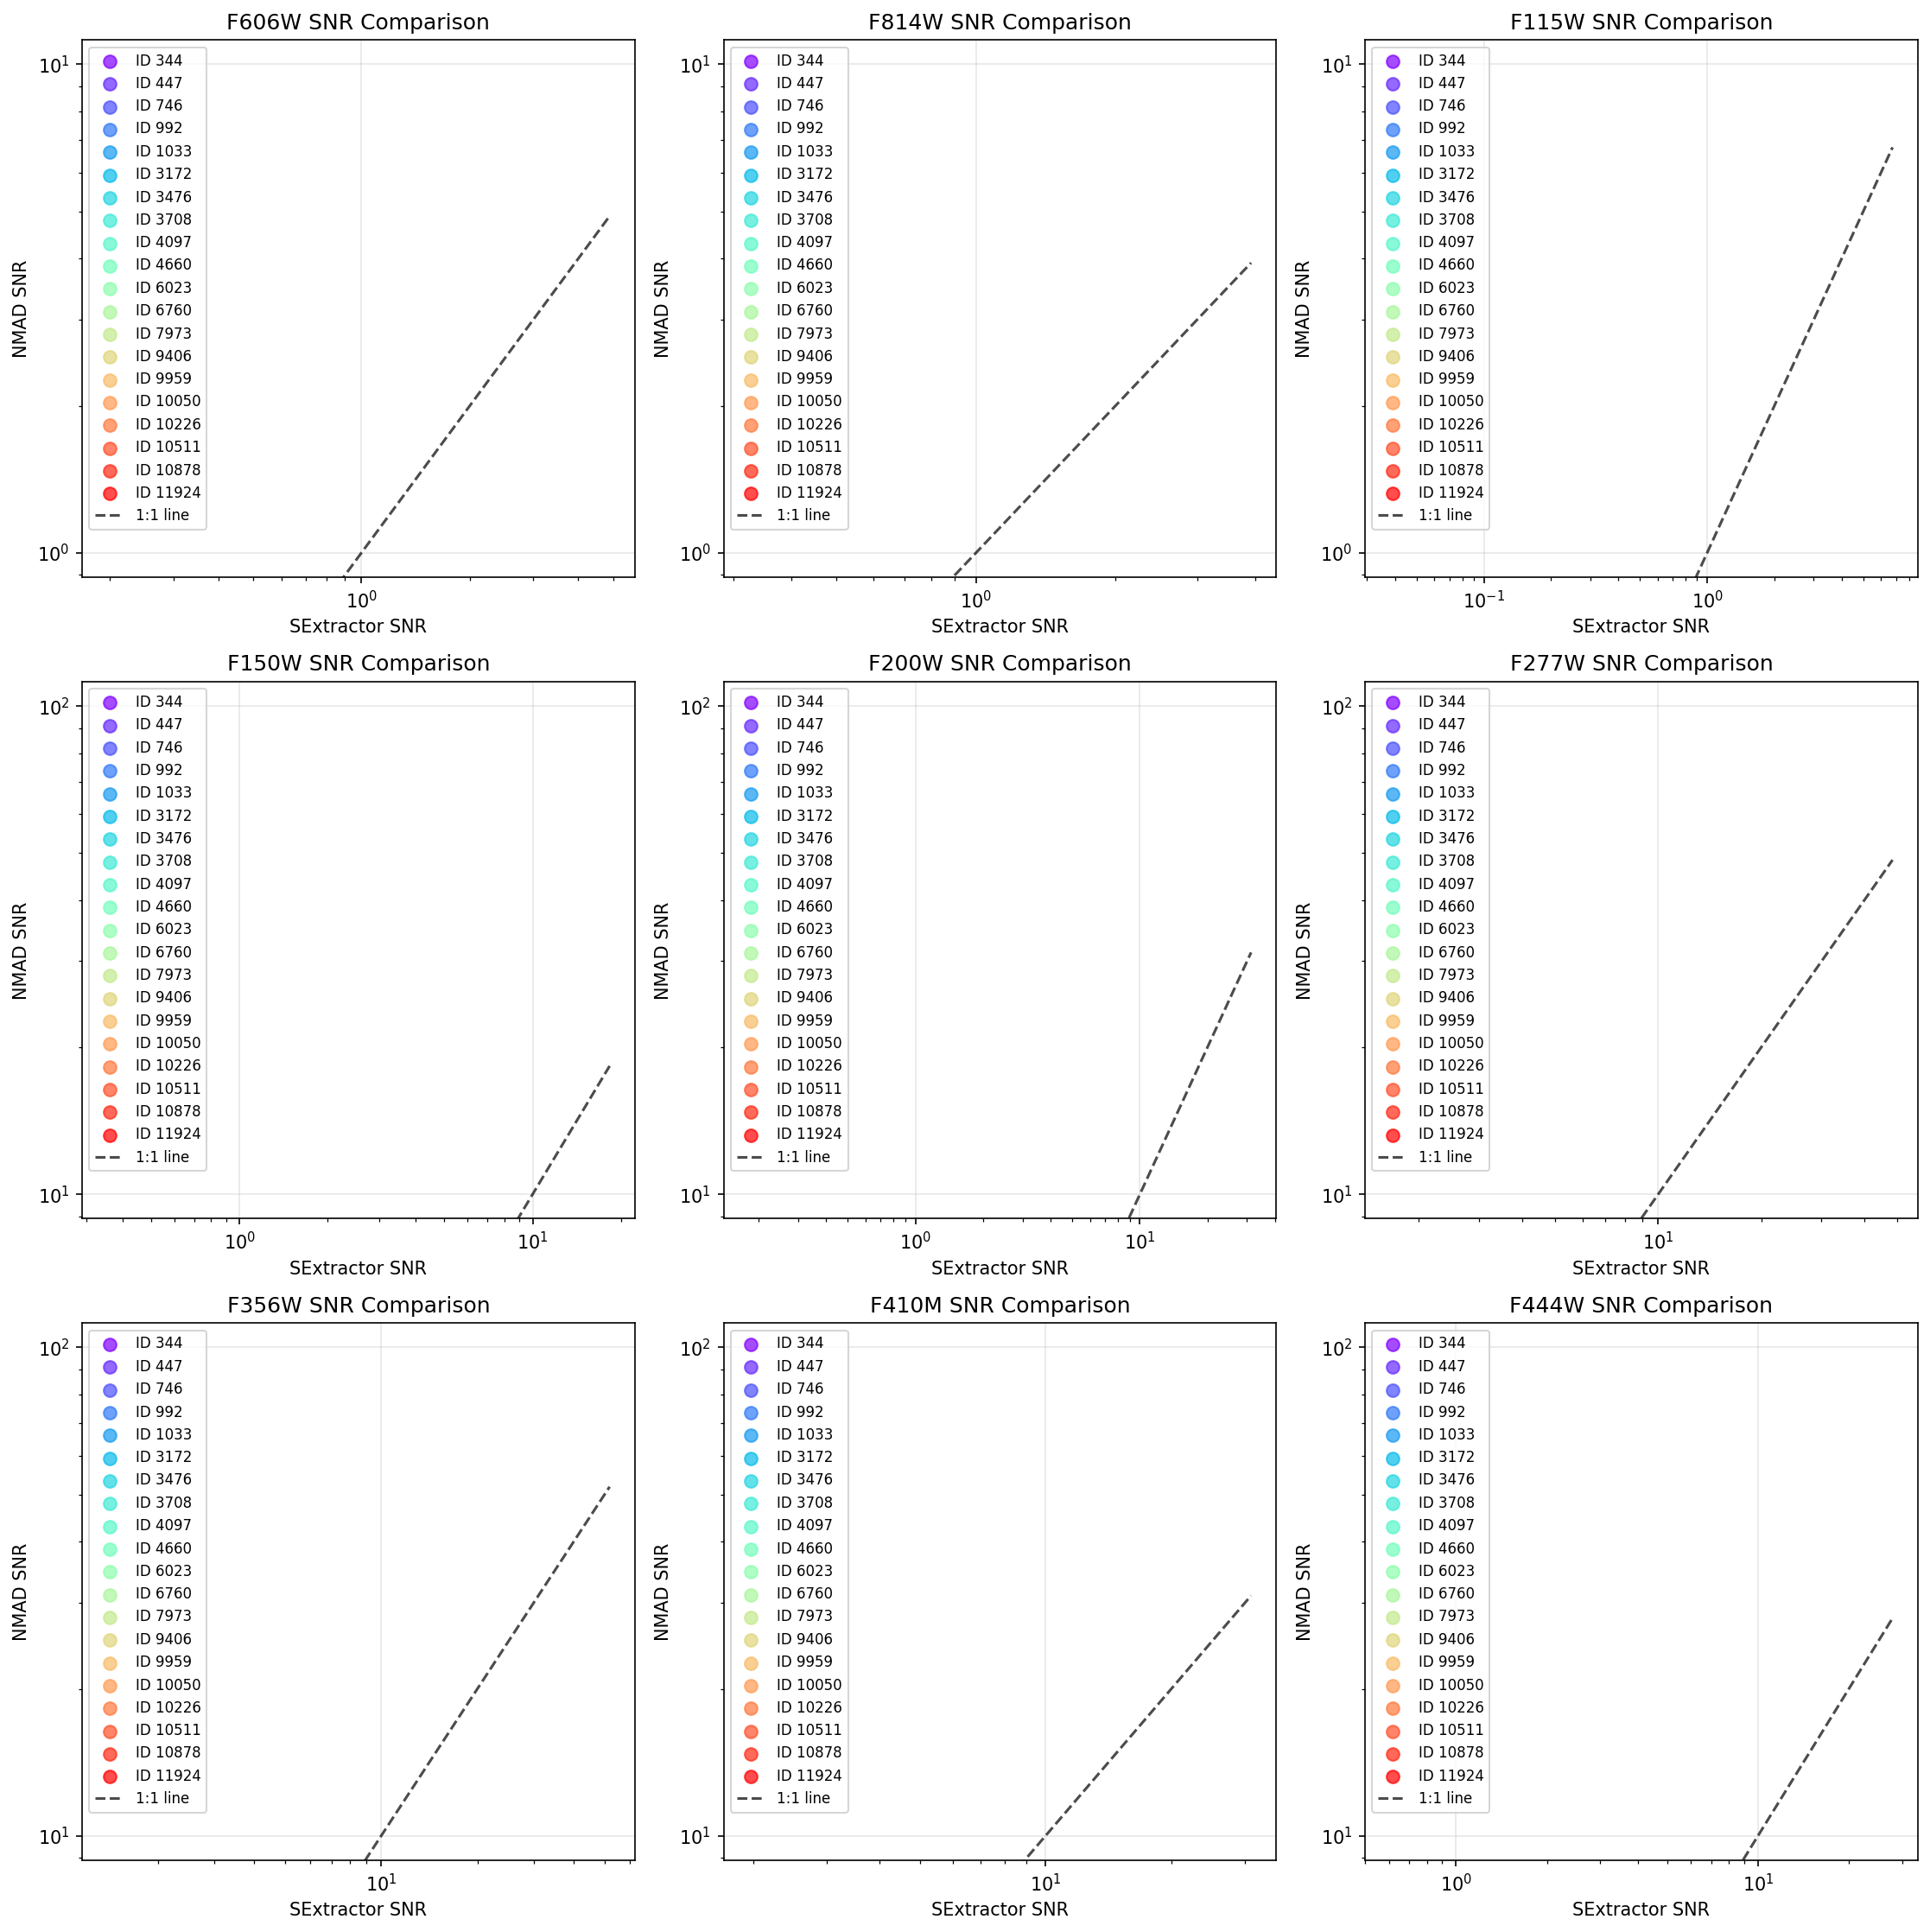 F606W SNR Comparison
NMAD SNR
10¹
10⁰
ID 344
ID 447
ID 746
ID 992
ID 1033
ID 3172
ID 3476
ID 3708
ID 4097
ID 4660
ID 6023
ID 6760
ID 7973
ID 9406
ID 9959
ID 10050
ID 10226
ID 10511
ID 10878
ID 11924
1:1 line
10⁰
SExtractor SNR
F814W SNR Comparison
NMAD SNR
10¹
10⁰
ID 344
ID 447
ID 746
ID 992
ID 1033
ID 3172
ID 3476
ID 3708
ID 4097
ID 4660
ID 6023
ID 6760
ID 7973
ID 9406
ID 9959
ID 10050
ID 10226
ID 10511
ID 10878
ID 11924
1:1 line
10⁰
SExtractor SNR
F115W SNR Comparison
NMAD SNR
10¹
10⁰
ID 344
ID 447
ID 746
ID 992
ID 1033
ID 3172
ID 3476
ID 3708
ID 4097
ID 4660
ID 6023
ID 6760
ID 7973
ID 9406
ID 9959
ID 10050
ID 10226
ID 10511
ID 10878
ID 11924
1:1 line
10⁻¹ 10⁰
SExtractor SNR
F150W SNR Comparison
NMAD SNR
10²
10¹
ID 344
ID 447
ID 746
ID 992
ID 1033
ID 3172
ID 3476
ID 3708
ID 4097
ID 4660
ID 6023
ID 6760
ID 7973
ID 9406
ID 9959
ID 10050
ID 10226
ID 10511
ID 10878
ID 11924
1:1 line
10⁰ 10¹
SExtractor SNR
F200W SNR Comparison
NMAD SNR
10²
10¹
ID 344
ID 447
ID 746
ID 992
ID 1033
ID 3172
ID 3476
ID 3708
ID 4097
ID 4660
ID 6023
ID 6760
ID 7973
ID 9406
ID 9959
ID 10050
ID 10226
ID 10511
ID 10878
ID 11924
1:1 line
10⁰ 10¹
SExtractor SNR
F277W SNR Comparison
NMAD SNR
10²
10¹
ID 344
ID 447
ID 746
ID 992
ID 1033
ID 3172
ID 3476
ID 3708
ID 4097
ID 4660
ID 6023
ID 6760
ID 7973
ID 9406
ID 9959
ID 10050
ID 10226
ID 10511
ID 10878
ID 11924
1:1 line
10¹
SExtractor SNR
F356W SNR Comparison
NMAD SNR
10²
10¹
ID 344
ID 447
ID 746
ID 992
ID 1033
ID 3172
ID 3476
ID 3708
ID 4097
ID 4660
ID 6023
ID 6760
ID 7973
ID 9406
ID 9959
ID 10050
ID 10226
ID 10511
ID 10878
ID 11924
1:1 line
10¹
SExtractor SNR
F410M SNR Comparison
NMAD SNR
10²
10¹
ID 344
ID 447
ID 746
ID 992
ID 1033
ID 3172
ID 3476
ID 3708
ID 4097
ID 4660
ID 6023
ID 6760
ID 7973
ID 9406
ID 9959
ID 10050
ID 10226
ID 10511
ID 10878
ID 11924
1:1 line
10¹
SExtractor SNR
F444W SNR Comparison
NMAD SNR
10²
10¹
ID 344
ID 447
ID 746
ID 992
ID 1033
ID 3172
ID 3476
ID 3708
ID 4097
ID 4660
ID 6023
ID 6760
ID 7973
ID 9406
ID 9959
ID 10050
ID 10226
ID 10511
ID 10878
ID 11924
1:1 line
10⁰ 10¹
SExtractor SNR